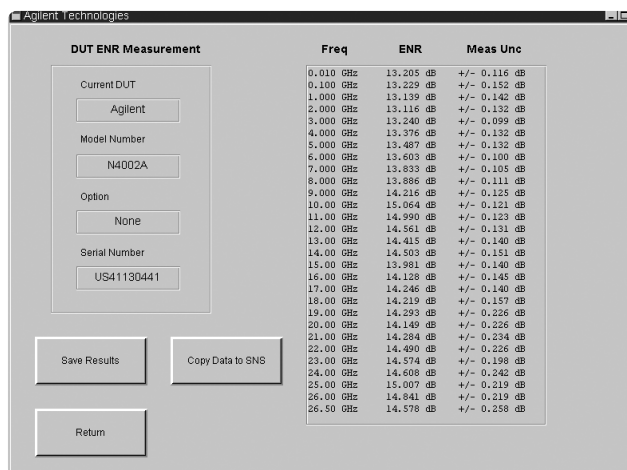 Agilent Technologies
DUT ENR Measurement
Current DUT
Agilent
Model Number
N4002A
Option
None
Serial Number
US41130441
Save Results
Copy Data to SNS
Return
Freq ENR Meas Unc
0.010 GHz 13.205 dB +/- 0.116 dB
0.100 GHz 13.229 dB +/- 0.152 dB
1.000 GHz 13.139 dB +/- 0.142 dB
2.000 GHz 13.116 dB +/- 0.132 dB
3.000 GHz 13.240 dB +/- 0.099 dB
4.000 GHz 13.376 dB +/- 0.132 dB
5.000 GHz 13.487 dB +/- 0.132 dB
6.000 GHz 13.603 dB +/- 0.100 dB
7.000 GHz 13.833 dB +/- 0.105 dB
8.000 GHz 13.886 dB +/- 0.111 dB
9.000 GHz 14.216 dB +/- 0.125 dB
10.00 GHz 15.064 dB +/- 0.121 dB
11.00 GHz 14.990 dB +/- 0.123 dB
12.00 GHz 14.561 dB +/- 0.131 dB
13.00 GHz 14.415 dB +/- 0.140 dB
14.00 GHz 14.503 dB +/- 0.151 dB
15.00 GHz 13.981 dB +/- 0.140 dB
16.00 GHz 14.128 dB +/- 0.145 dB
17.00 GHz 14.246 dB +/- 0.140 dB
18.00 GHz 14.219 dB +/- 0.157 dB
19.00 GHz 14.293 dB +/- 0.226 dB
20.00 GHz 14.149 dB +/- 0.226 dB
21.00 GHz 14.284 dB +/- 0.234 dB
22.00 GHz 14.490 dB +/- 0.226 dB
23.00 GHz 14.574 dB +/- 0.198 dB
24.00 GHz 14.608 dB +/- 0.242 dB
25.00 GHz 15.007 dB +/- 0.219 dB
26.00 GHz 14.841 dB +/- 0.219 dB
26.50 GHz 14.578 dB +/- 0.258 dB